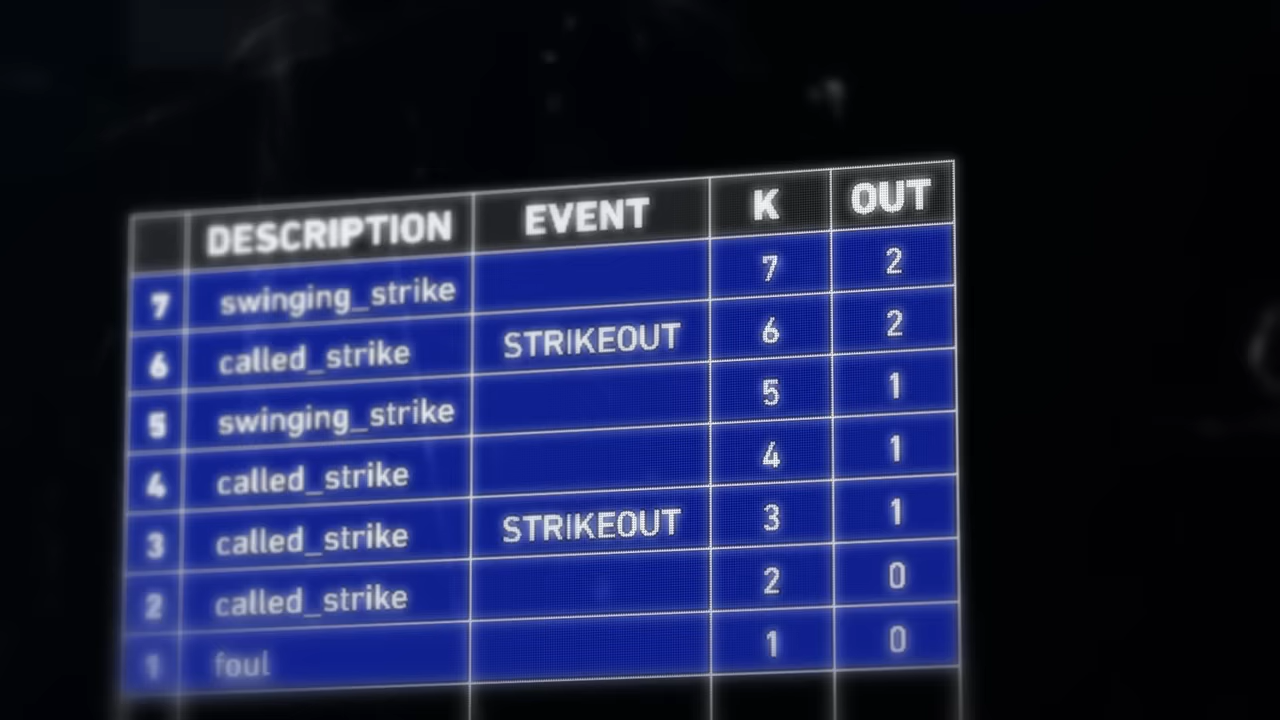 DESCRIPTION EVENT K OUT
7 swinging_strike 7 2
6 called_strike STRIKEOUT 6 2
5 swinging_strike 5 1
4 called_strike 4 1
3 called_strike STRIKEOUT 3 1
2 called_strike 2 0
1 foul 1 0